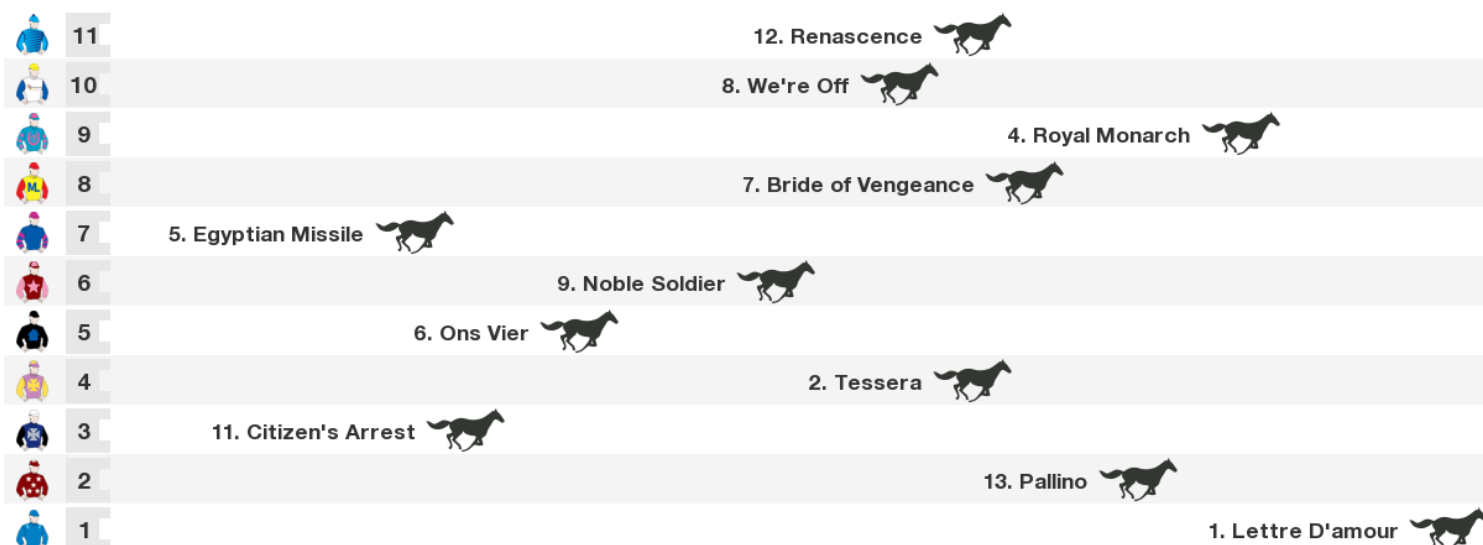 11 12. Renascence
10 8. We're Off
9 4. Royal Monarch
8 7. Bride of Vengeance
M.
7 5. Egyptian Missile
6 9. Noble Soldier
5 6. Ons Vier
4 2. Tessera
3 11. Citizen's Arrest
2 13. Pallino
1 1. Lettre D'amour